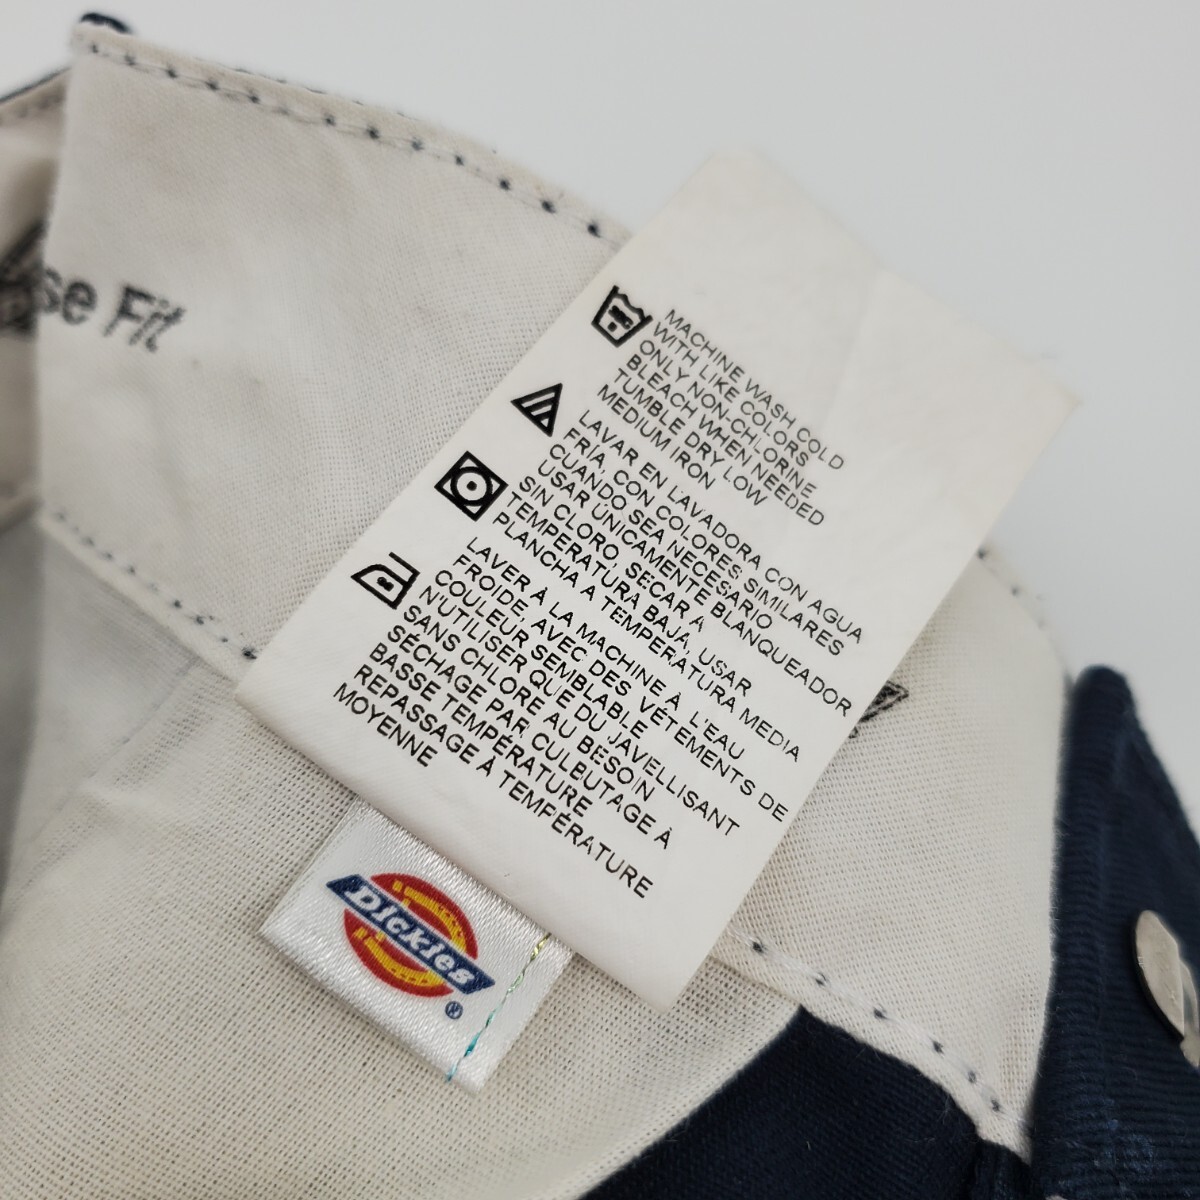 se Fit
MACHINE WASH COLD
WITH LIKE COLORS
ONLY NON-CHLORINE
BLEACH WHEN NEEDED
TUMBLE DRY LOW
MEDIUM IRON
LAVAR EN LAVADORA CON AGUA
FRÍA, CON COLORES SIMILARES
CUANDO SEA NECESARIO
USAR ÚNICAMENTE BLANQUEADOR
SIN CLORO, SECAR A
TEMPERATURA BAJA, USAR
PLANCHA A TEMPERATURA MEDIA
LAVER À LA MACHINE À L'EAU
FROIDE, AVEC DES VÊTEMENTS DE
COULEUR SEMBLABLE
N'UTILISER QUE DU JAVELLISANT
SANS CHLORE AU BESOIN
SÉCHAGE PAR CULBUTAGE À
BASSE TEMPÉRATURE
REPASSAGE À TEMPÉRATURE
MOYENNE
Dickies
®